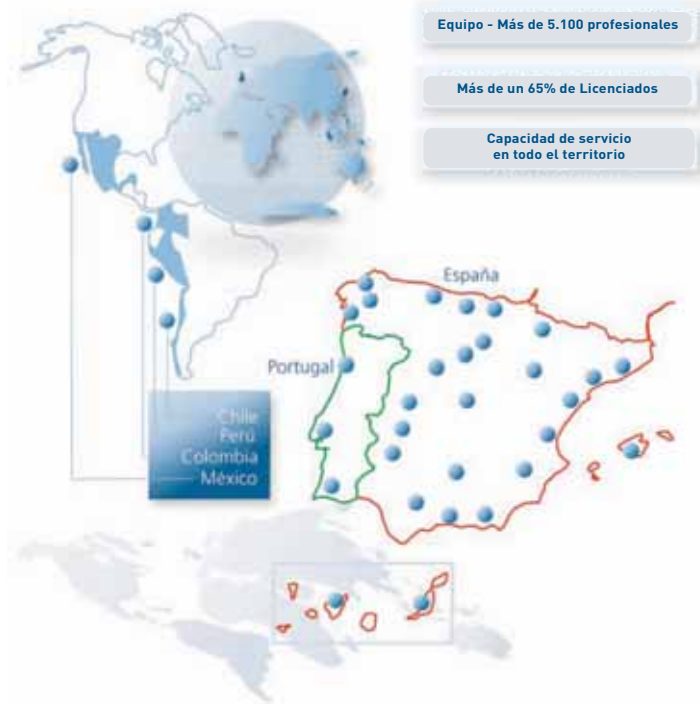 Equipo - Más de 5.100 profesionales
Más de un 65% de Licenciados
Capacidad de servicio
en todo el territorio
España
Portugal
Chile
Perú
Colombia
México